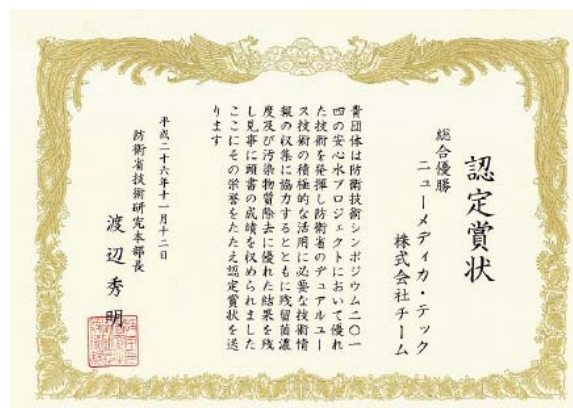 認定賞状
総合優勝
ニューメディカ・テック
株式会社チーム
貴団体は防衛技術シンポジウム二〇一
四の安心水プロジェクトにおいて優れ
た技術を発揮し防衛省のデュアルユー
ス技術の積極的な活用に必要な技術情
報の収集に協力するとともに残留菌濃
度及び汚染物質除去に優れた結果を残
し見事に頭書の成績を収められました
ここにその栄誉をたたえ認定賞状を送
ります
平成二十六年十一月十二日
防衛省技術研究本部長
渡辺秀明